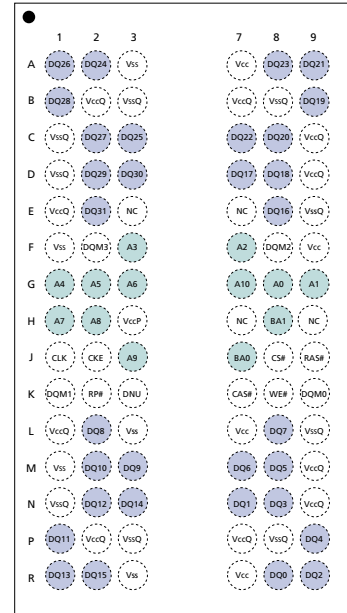 1 2 3 7 8 9
A DQ26 DQ24 Vss Vcc DQ23 DQ21
B DQ28 VccQ VssQ VccQ VssQ DQ19
C VssQ DQ27 DQ25 DQ22 DQ20 VccQ
D VssQ DQ29 DQ30 DQ17 DQ18 VccQ
E VccQ DQ31 NC NC DQ16 VssQ
F Vss DQM3 A3 A2 DQM2 Vcc
G A4 A5 A6 A10 A0 A1
H A7 A8 VccP NC BA1 NC
J CLK CKE A9 BA0 CS# RAS#
K DQM1 RP# DNU CAS# WE# DQM0
L VccQ DQ8 Vss Vcc DQ7 VssQ
M Vss DQ10 DQ9 DQ6 DQ5 VccQ
N VssQ DQ12 DQ14 DQ1 DQ3 VccQ
P DQ11 VccQ VssQ VccQ VssQ DQ4
R DQ13 DQ15 Vss Vcc DQ0 DQ2